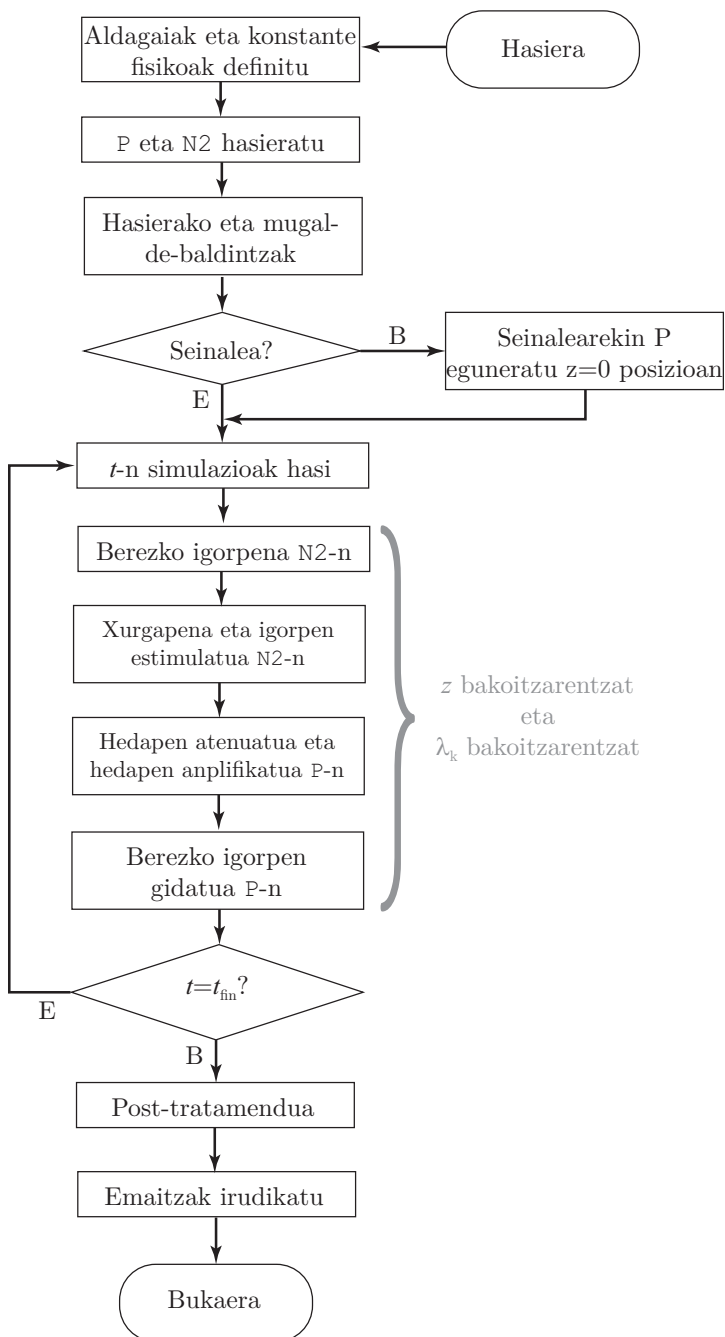 Hasiera
Aldagaiak eta konstante
fisikoak definitu
P eta N2 hasieratu
Hasierako eta mugal-
de-baldintzak
Seinalea?
B
Seinalearekin P
eguneratu z=0 posizioan
E
t-n simulazioak hasi
Berezko igorpena N2-n
Xurgapena eta igorpen
estimulatua N2-n
Hedapen atenuatua eta
hedapen anplifikatua P-n
Berezko igorpen
gidatua P-n
z bakoitzarentzat
eta
λk bakoitzarentzat
t=tfin?
E
B
Post-tratamendua
Emaitzak irudikatu
Bukaera